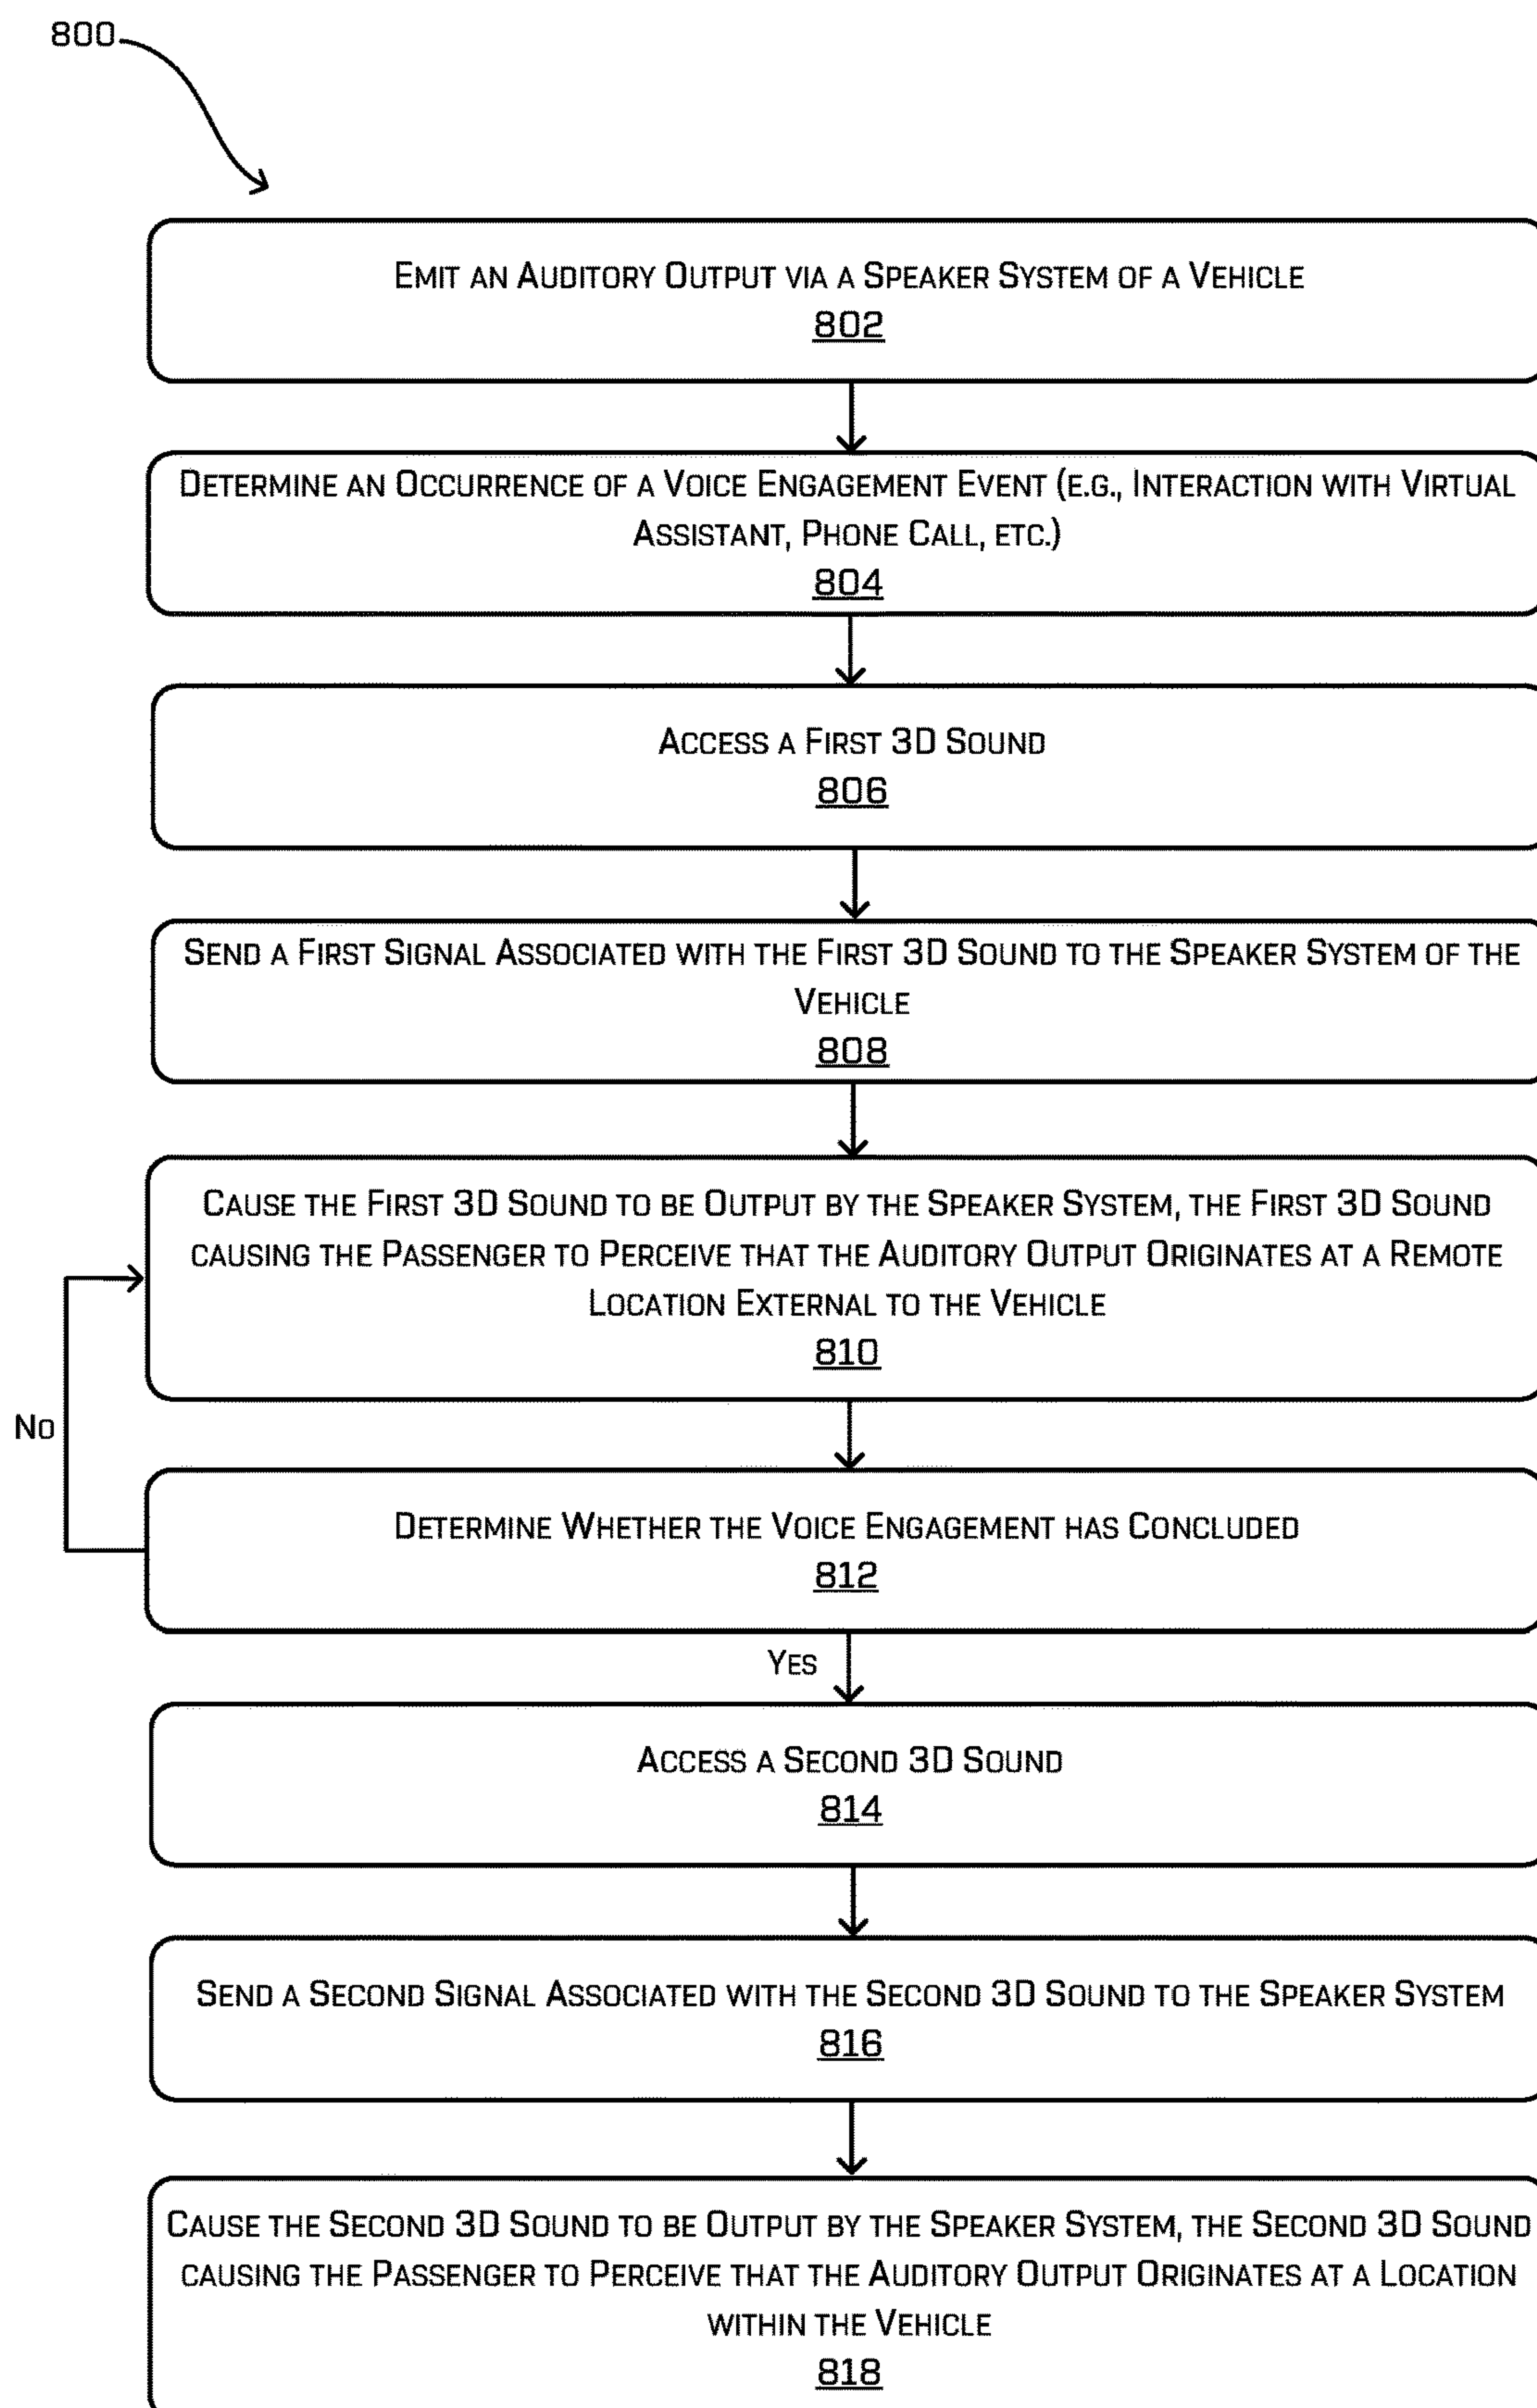 800
Emit an Auditory Output via a Speaker System of a Vehicle
802
Determine an Occurrence of a Voice Engagement Event (e.g., Interaction with Virtual
Assistant, Phone Call, etc.)
804
Access a First 3D Sound
806
Send a First Signal Associated with the First 3D Sound to the Speaker System of the
Vehicle
808
Cause the First 3D Sound to be Output by the Speaker System, the First 3D Sound
causing the Passenger to Perceive that the Auditory Output Originates at a Remote
Location External to the Vehicle
810
No
Determine Whether the Voice Engagement has Concluded
812
Yes
Access a Second 3D Sound
814
Send a Second Signal Associated with the Second 3D Sound to the Speaker System
816
Cause the Second 3D Sound to be Output by the Speaker System, the Second 3D Sound
causing the Passenger to Perceive that the Auditory Output Originates at a Location
within the Vehicle
818